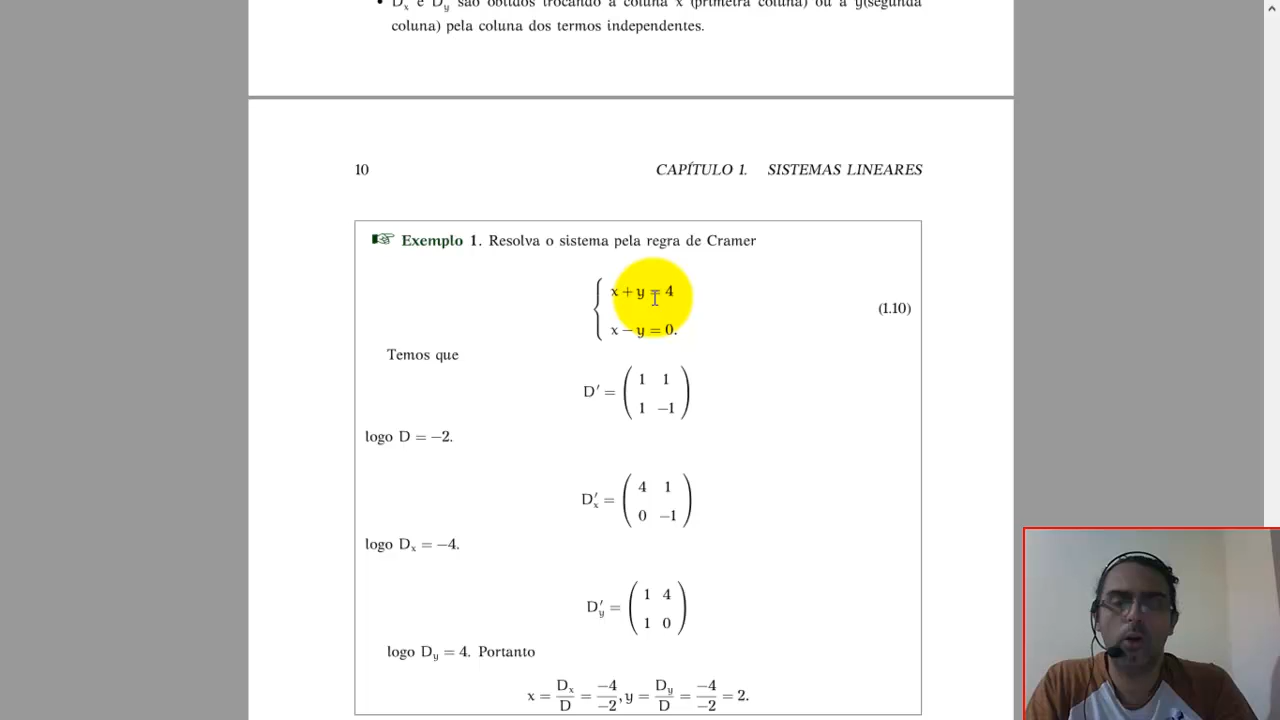 • Dx e Dy são obtidos trocando a coluna x (primeira coluna) ou a y(segunda
coluna) pela coluna dos termos independentes.
10 CAPÍTULO 1. SISTEMAS LINEARES
☞ Exemplo 1. Resolva o sistema pela regra de Cramer
x + y = 4
(1.10)
x − y = 0.
Temos que
D′ = ( 1 1
1 −1 )
logo D = −2.
D′x = ( 4 1
0 −1 )
logo Dx = −4.
D′y = ( 1 4
1 0 )
logo Dy = 4. Portanto
x = Dx/D = −4/−2, y = Dy/D = −4/−2 = 2.